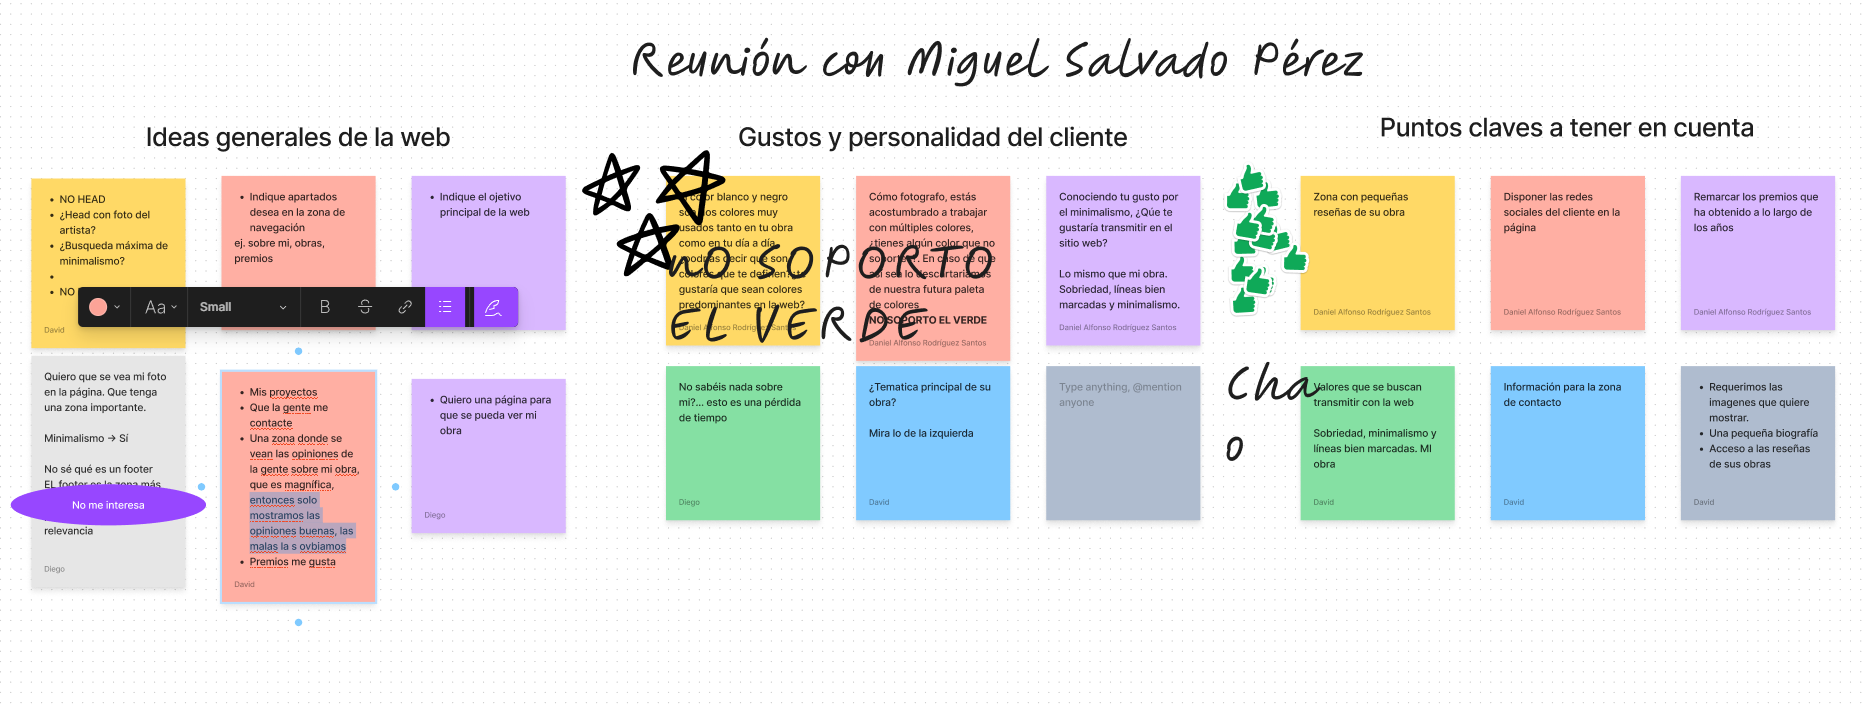 Reunión con Miguel Salvado Pérez
Ideas generales de la web
• NO HEAD
• ¿Head con foto del
artista?
• ¿Busqueda máxima de
minimalismo?
•
• NO
David
• Indique apartados
desea en la zona de
navegación
ej. sobre mi, obras,
premios
• Indique el ojetivo
principal de la web
Aa
Small
B
S
Quiero que se vea mi foto
en la página. Que tenga
una zona importante.
Minimalismo → Sí
No sé qué es un footer
EL footer es la zona más
No me interesa
relevancia
Diego
• Mis proyectos
• Que la gente me
contacte
• Una zona donde se
vean las opiniones de
la gente sobre mi obra,
que es magnífica,
entonces solo
mostramos las
opiniones buenas, las
malas la s ovbiamos
• Premios me gusta
David
• Quiero una página para
que se pueda ver mi
obra
Diego
Gustos y personalidad del cliente
color blanco y negro
son los colores muy
usados tanto en tu obra
como en tu día a día,
¿podrías decir que son
colores que te definen?¿te
gustaría que sean colores
predominantes en la web?
Daniel Alfonso Rodríguez Santos
Cómo fotografo, estás
acostumbrado a trabajar
con múltiples colores,
¿tienes algún color que no
soportes?. En caso de que
así sea lo descartaríamos
de nuestra futura paleta
de colores
NO SOPORTO EL VERDE
Daniel Alfonso Rodríguez Santos
NO SOPORTO
EL VERDE
Conociendo tu gusto por
el minimalismo, ¿Qúe te
gustaría transmitir en el
sitio web?
Lo mismo que mi obra.
Sobriedad, líneas bien
marcadas y minimalismo.
Daniel Alfonso Rodríguez Santos
No sabéis nada sobre
mi?... esto es una pérdida
de tiempo
Diego
¿Tematica principal de su
obra?
Mira lo de la izquierda
David
Type anything, @mention
anyone
Puntos claves a tener en cuenta
Zona con pequeñas
reseñas de su obra
Daniel Alfonso Rodríguez Santos
Disponer las redes
sociales del cliente en la
página
Daniel Alfonso Rodríguez Santos
Remarcar los premios que
ha obtenido a lo largo de
los años
Daniel Alfonso Rodríguez Santos
Cha
o
Valores que se buscan
transmitir con la web
Sobriedad, minimalismo y
líneas bien marcadas. MI
obra
David
Información para la zona
de contacto
David
• Requerimos las
imagenes que quiere
mostrar.
• Una pequeña biografía
• Acceso a las reseñas
de sus obras
David